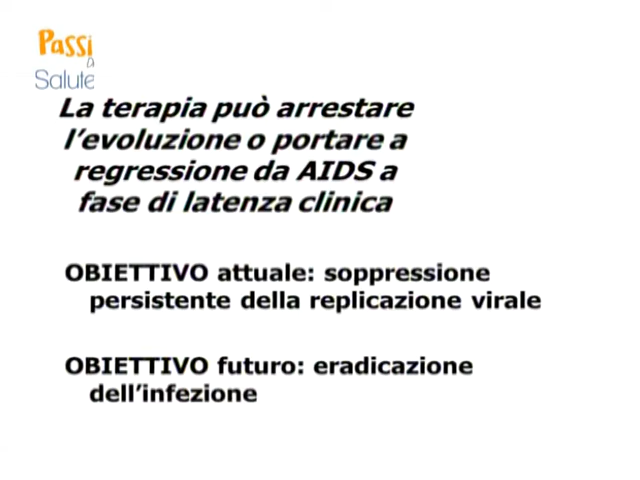 Passi
Salute
La terapia può arrestare
l'evoluzione o portare a
regressione da AIDS a
fase di latenza clinica
OBIETTIVO attuale: soppressione
persistente della replicazione virale
OBIETTIVO futuro: eradicazione
dell'infezione